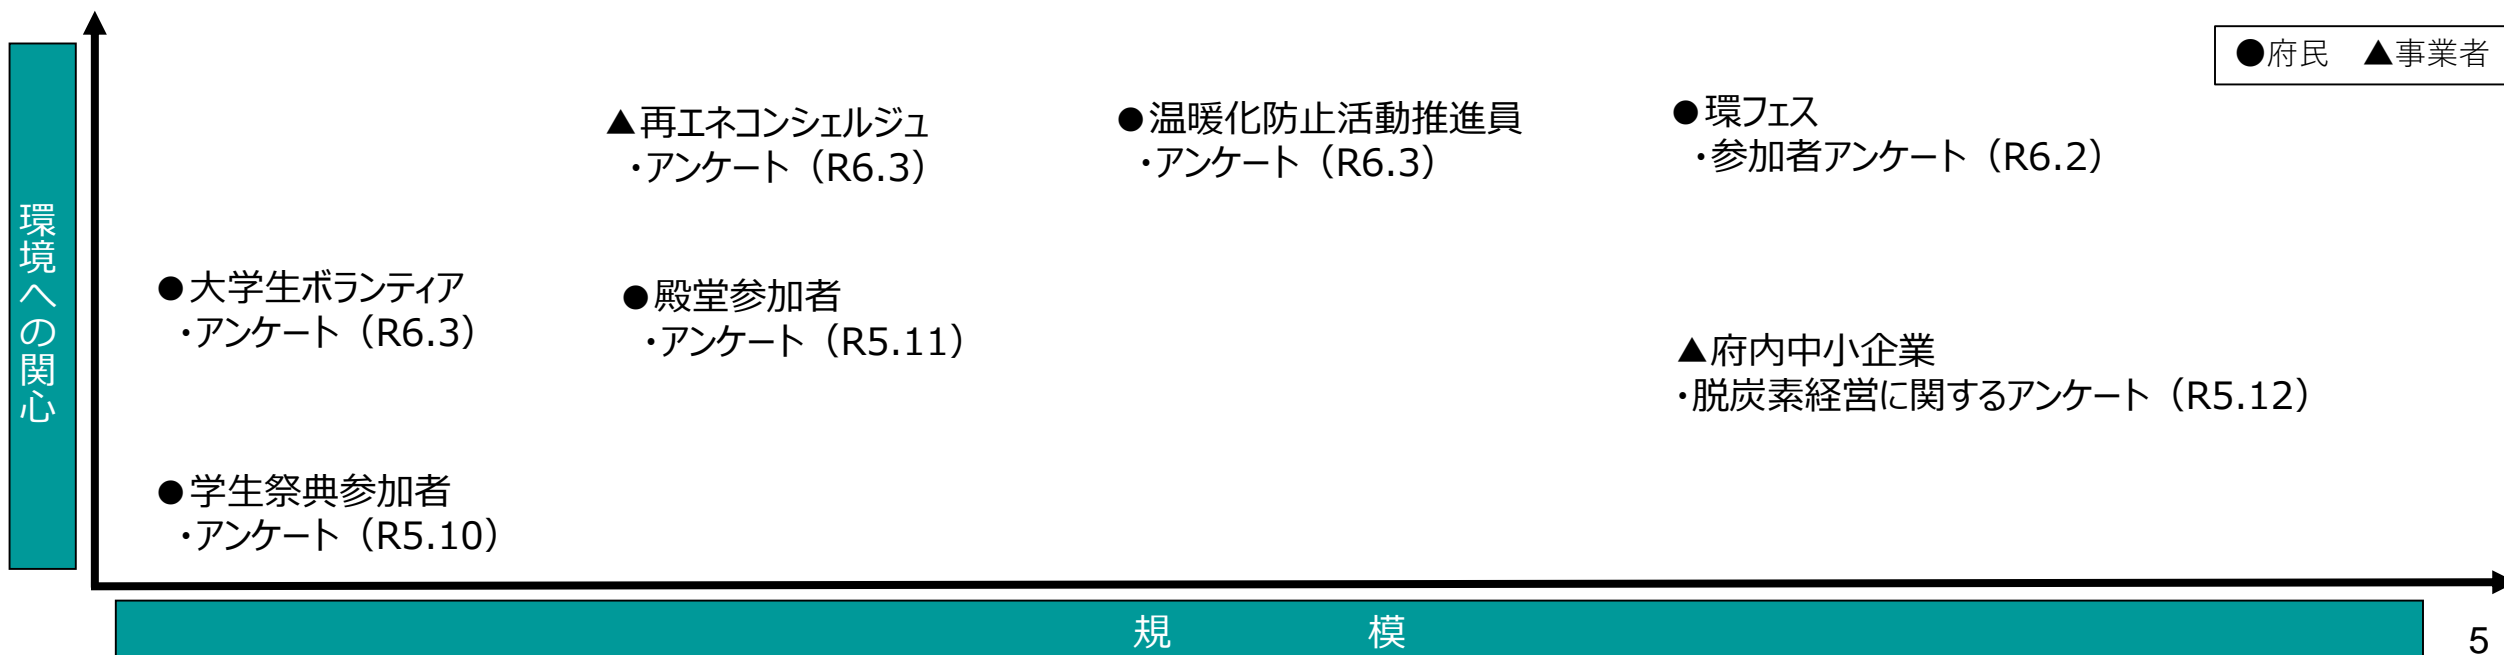 ●府民　▲事業者
▲再エネコンシェルジュ
・アンケート（R6.3）
●温暖化防止活動推進員
・アンケート（R6.3）
●環フェス
・参加者アンケート（R6.2）
環境への関心
●大学生ボランティア
・アンケート（R6.3）
●殿堂参加者
・アンケート（R5.11）
▲府内中小企業
・脱炭素経営に関するアンケート（R5.12）
●学生祭典参加者
・アンケート（R5.10）
規　模
5